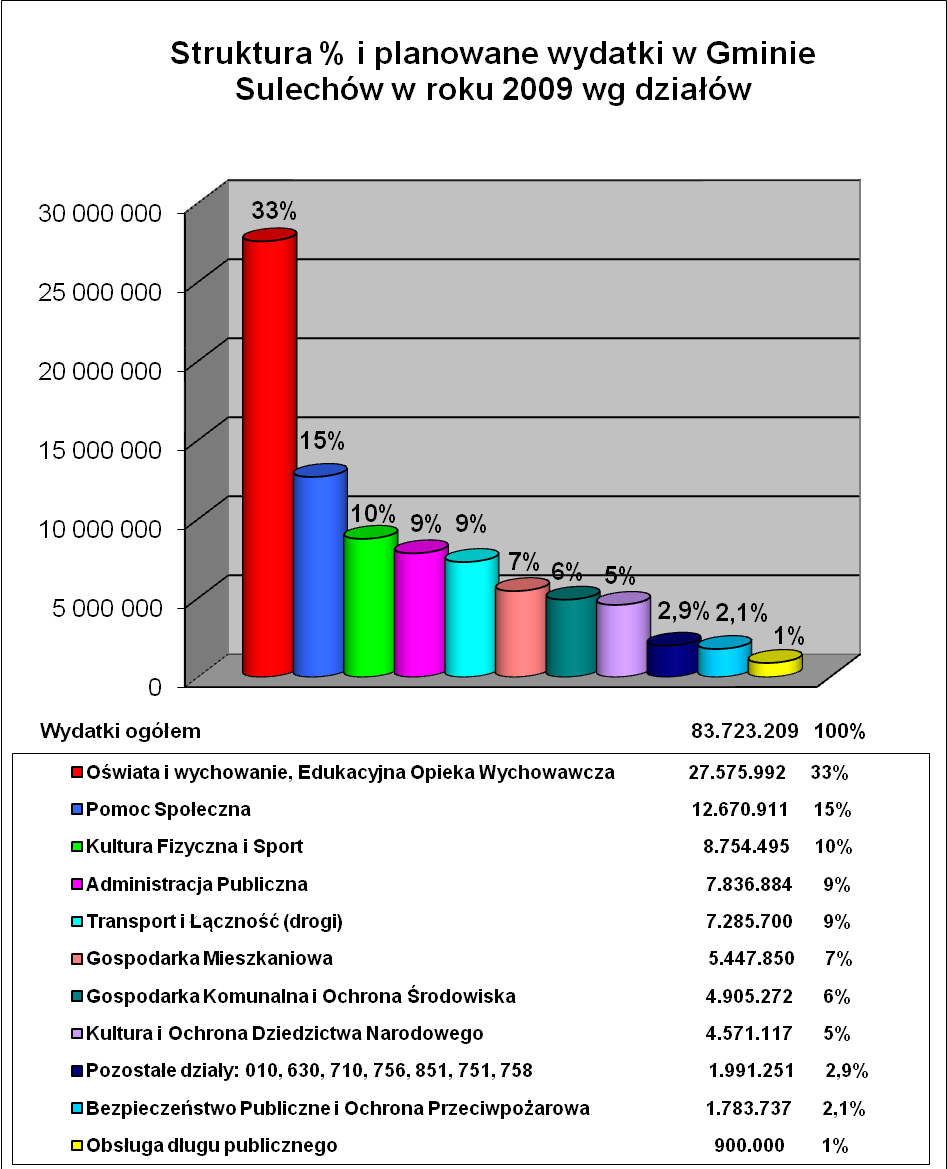 Struktura % i planowane wydatki w Gminie
Sulechów w roku 2009 wg działów
30 000 000
25 000 000
20 000 000
15 000 000
10 000 000
5 000 000
0
33%
15%
10%
9%
9%
7%
6%
5%
2,9%
2,1%
1%
Wydatki ogółem 83.723.209 100%
Oświata i wychowanie, Edukacyjna Opieka Wychowawcza 27.575.992 33%
Pomoc Społeczna 12.670.911 15%
Kultura Fizyczna i Sport 8.754.495 10%
Administracja Publiczna 7.836.884 9%
Transport i Łączność (drogi) 7.285.700 9%
Gospodarka Mieszkaniowa 5.447.850 7%
Gospodarka Komunalna i Ochrona Środowiska 4.905.272 6%
Kultura i Ochrona Dziedzictwa Narodowego 4.571.117 5%
Pozostałe działy: 010, 630, 710, 756, 851, 751, 758 1.991.251 2,9%
Bezpieczeństwo Publiczne i Ochrona Przeciwpożarowa 1.783.737 2,1%
Obsługa długu publicznego 900.000 1%